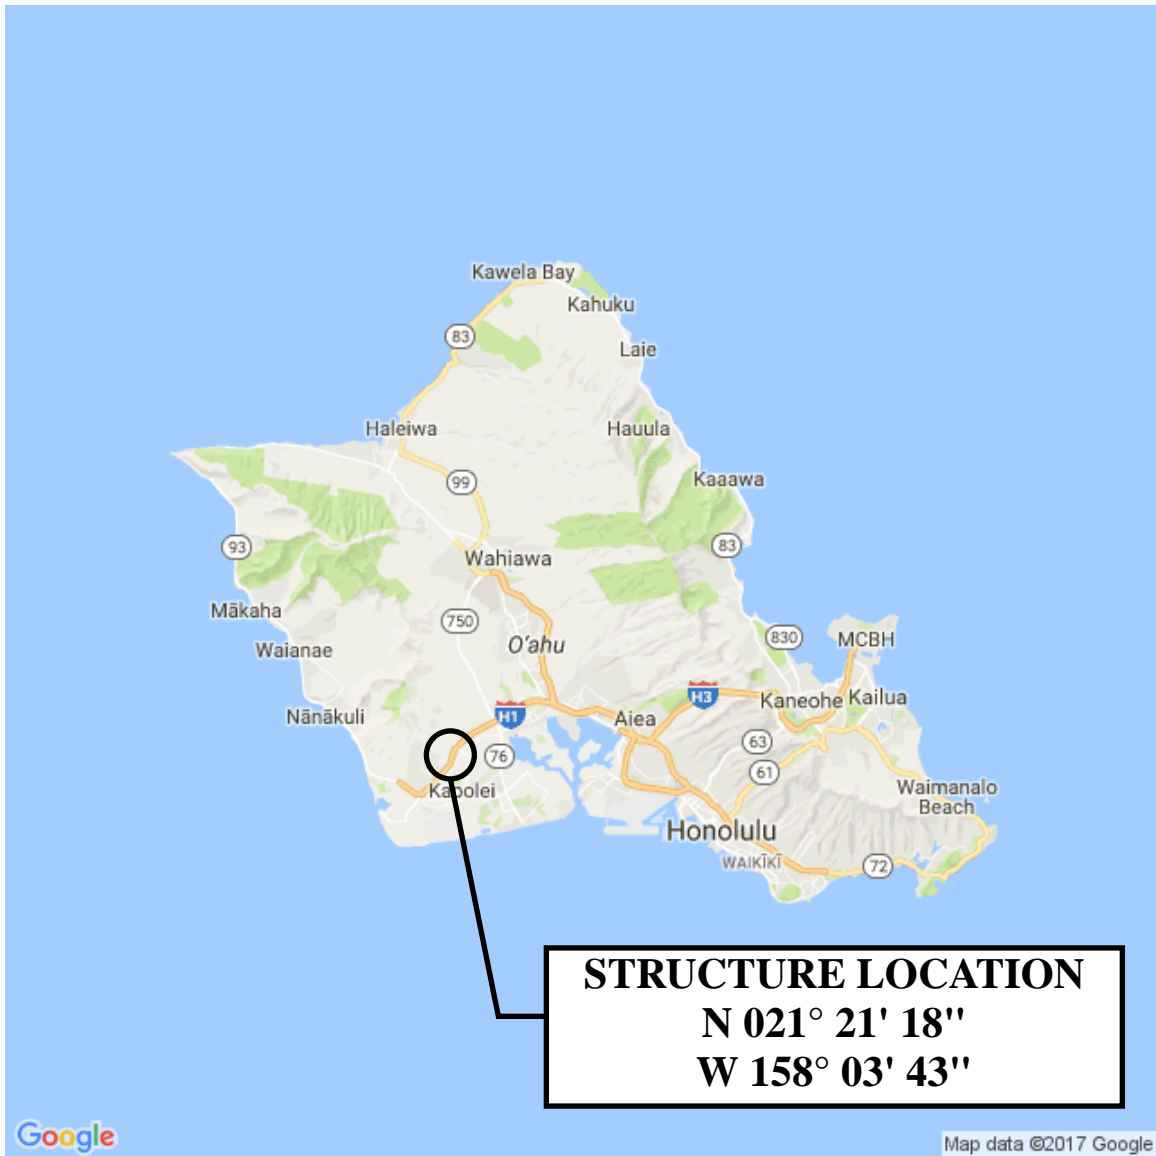 Kawela Bay
Kahuku
83
Laie
Haleiwa
Hauula
99
Kaaawa
93
83
Wahiawa
Mākaha
750
O‘ahu
830
MCBH
Waianae
Nānākuli
H1
Aiea
H3
Kaneohe
Kailua
76
63
61
Kapolei
Waimanalo
Beach
Honolulu
WAIKĪKĪ
72
STRUCTURE LOCATION
N 021° 21' 18"
W 158° 03' 43"
Google
Map data ©2017 Google